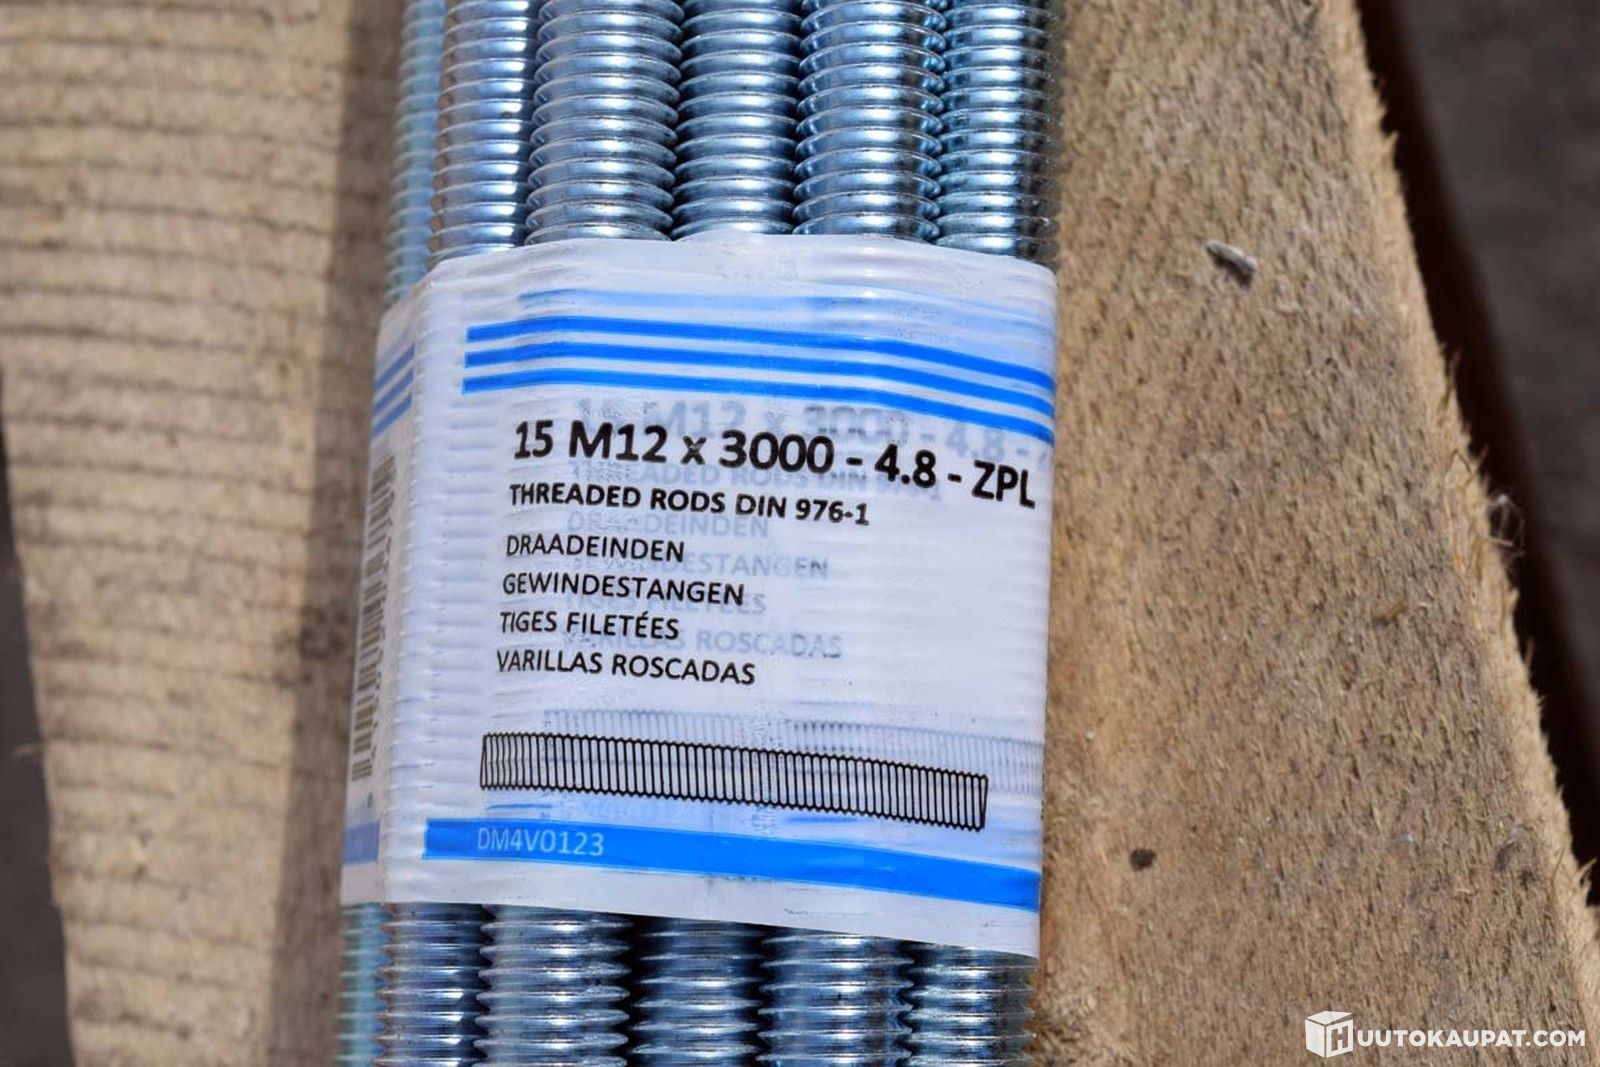 15 M12 x 3000 - 4.8 - ZPL
THREADED RODS DIN 976-1
DRAADEINDEN
GEWINDESTANGEN
TIGES FILETÉES
VARILLAS ROSCADAS
DM4V0123
HUUTOKAUPAT.COM